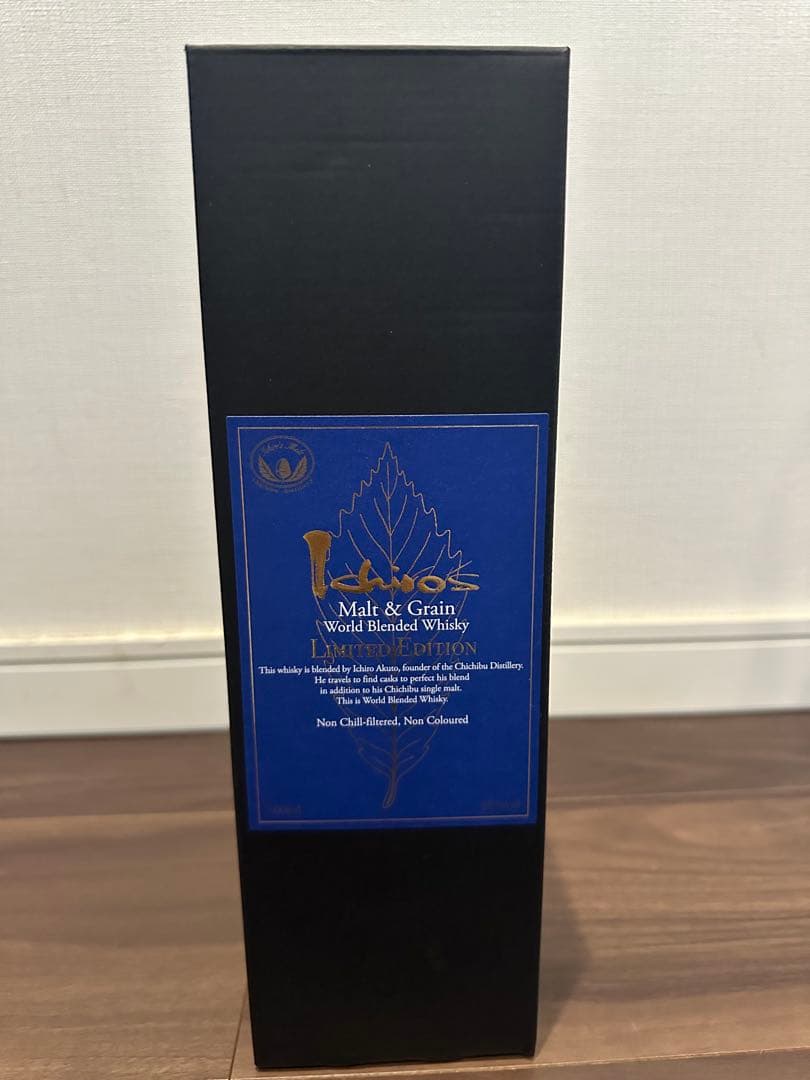 Ichiro's Malt
Ichiros
Malt & Grain
World Blended Whisky
LIMITED EDITION
This whisky is blended by Ichiro Akuto, founder of the Chichibu Distillery.
He travels to find casks to perfect his blend
in addition to his Chichibu single malt.
This is World Blended Whisky.
Non Chill-filtered, Non Coloured